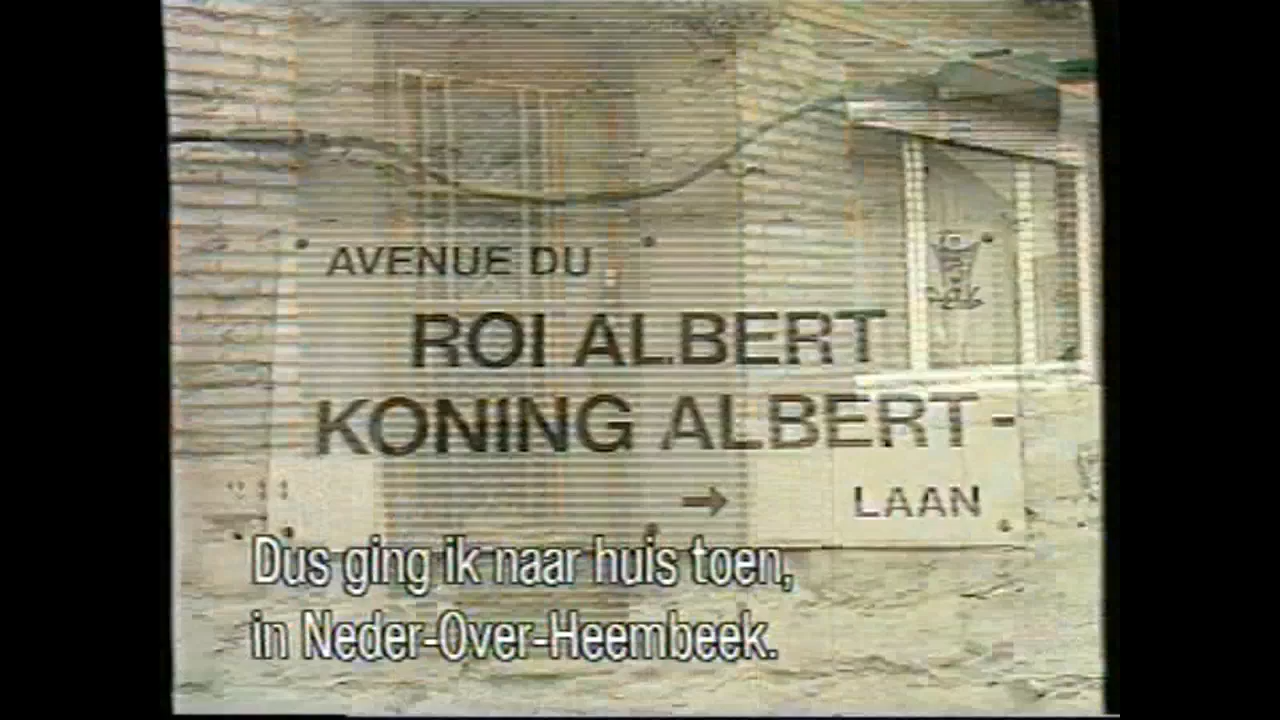 AVENUE DU
ROI ALBERT
KONING ALBERT-
LAAN
Dus ging ik naar huis toen,
in Neder-Over-Heembeek.